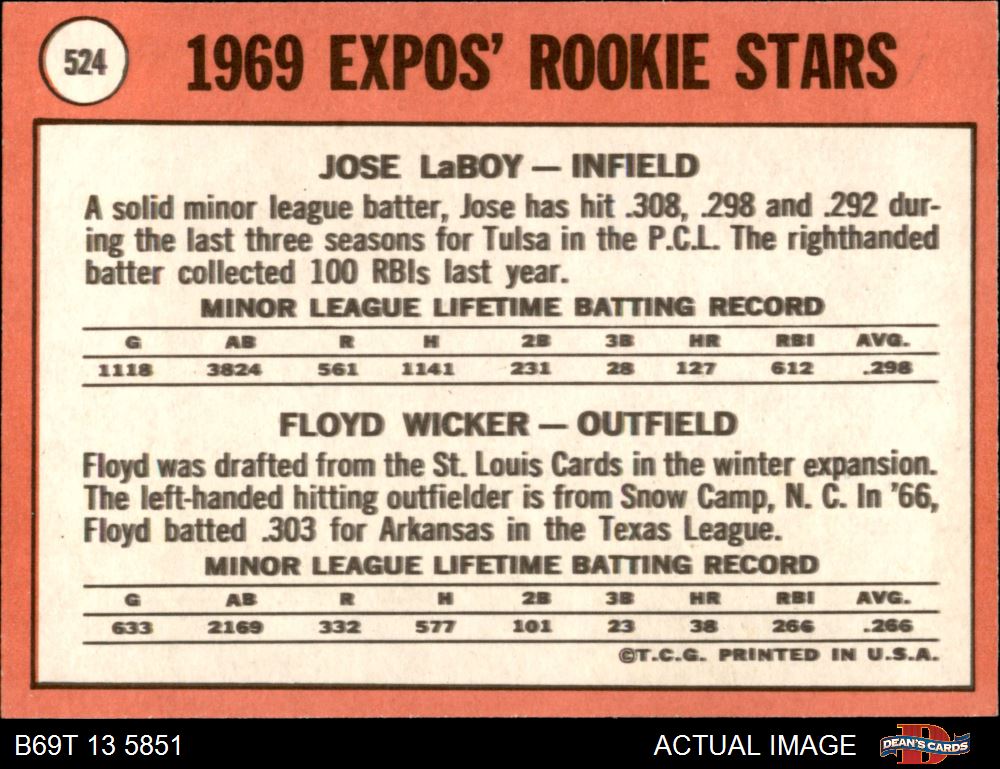 524
1969 EXPOS' ROOKIE STARS
JOSE LaBOY — INFIELD
A solid minor league batter, Jose has hit .308, .298 and .292 dur-
ing the last three seasons for Tulsa in the P.C.L. The righthanded
batter collected 100 RBIs last year.
MINOR LEAGUE LIFETIME BATTING RECORD
G AB R H 2B 3B HR RBI AVG.
1118 3824 561 1141 231 28 127 612 .298
FLOYD WICKER — OUTFIELD
Floyd was drafted from the St. Louis Cards in the winter expansion.
The left-handed hitting outfielder is from Snow Camp, N. C. In '66,
Floyd batted .303 for Arkansas in the Texas League.
MINOR LEAGUE LIFETIME BATTING RECORD
G AB R H 2B 3B HR RBI AVG.
633 2169 332 577 101 23 38 266 .266
©T.C.G. PRINTED IN U.S.A.
B69T 13 5851 ACTUAL IMAGE DEAN'S CARDS